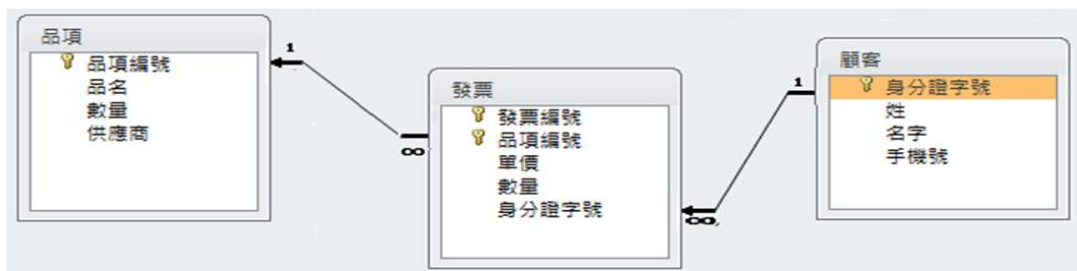 品項
品項編號
品名
數量
供應商
1
∞
發票
發票編號
品項編號
單價
數量
身分證字號
1
∞
顧客
身分證字號
姓
名字
手機號